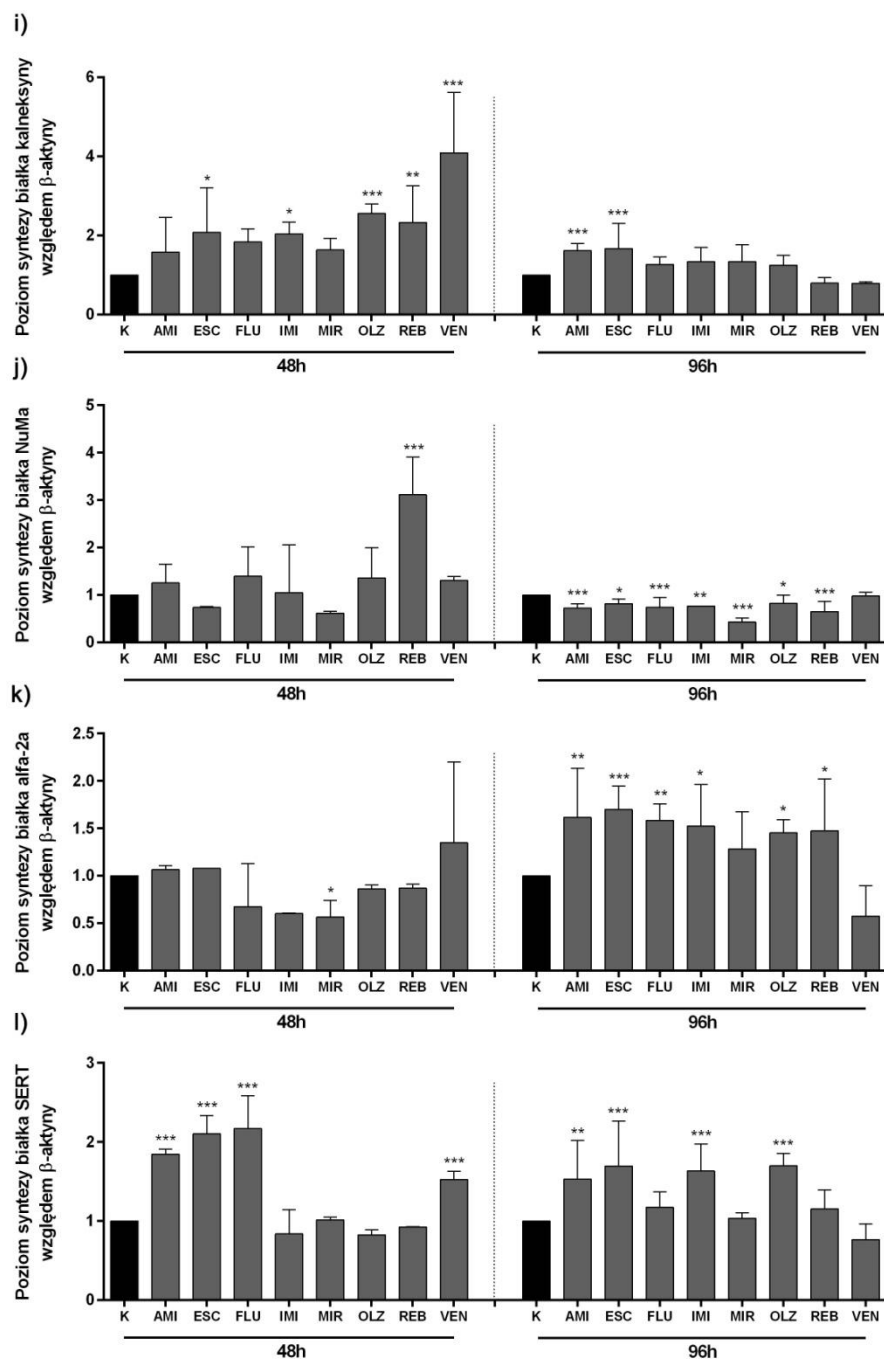 i)
Poziom syntezy białka kalneksyny
względem β-aktyny
6
4
2
0
* * *** ** *** *** ***
K AMI ESC FLU IMI MIR OLZ REB VEN K AMI ESC FLU IMI MIR OLZ REB VEN
48h 96h
j)
Poziom syntezy białka NuMa
względem β-aktyny
5
4
3
2
1
0
*** *** * *** ** *** * ***
K AMI ESC FLU IMI MIR OLZ REB VEN K AMI ESC FLU IMI MIR OLZ REB VEN
48h 96h
k)
Poziom syntezy białka alfa-2a
względem β-aktyny
2.5
2.0
1.5
1.0
0.5
0.0
* ** *** ** * * *
K AMI ESC FLU IMI MIR OLZ REB VEN K AMI ESC FLU IMI MIR OLZ REB VEN
48h 96h
l)
Poziom syntezy białka SERT
względem β-aktyny
3
2
1
0
*** *** *** *** ** *** *** ***
K AMI ESC FLU IMI MIR OLZ REB VEN K AMI ESC FLU IMI MIR OLZ REB VEN
48h 96h